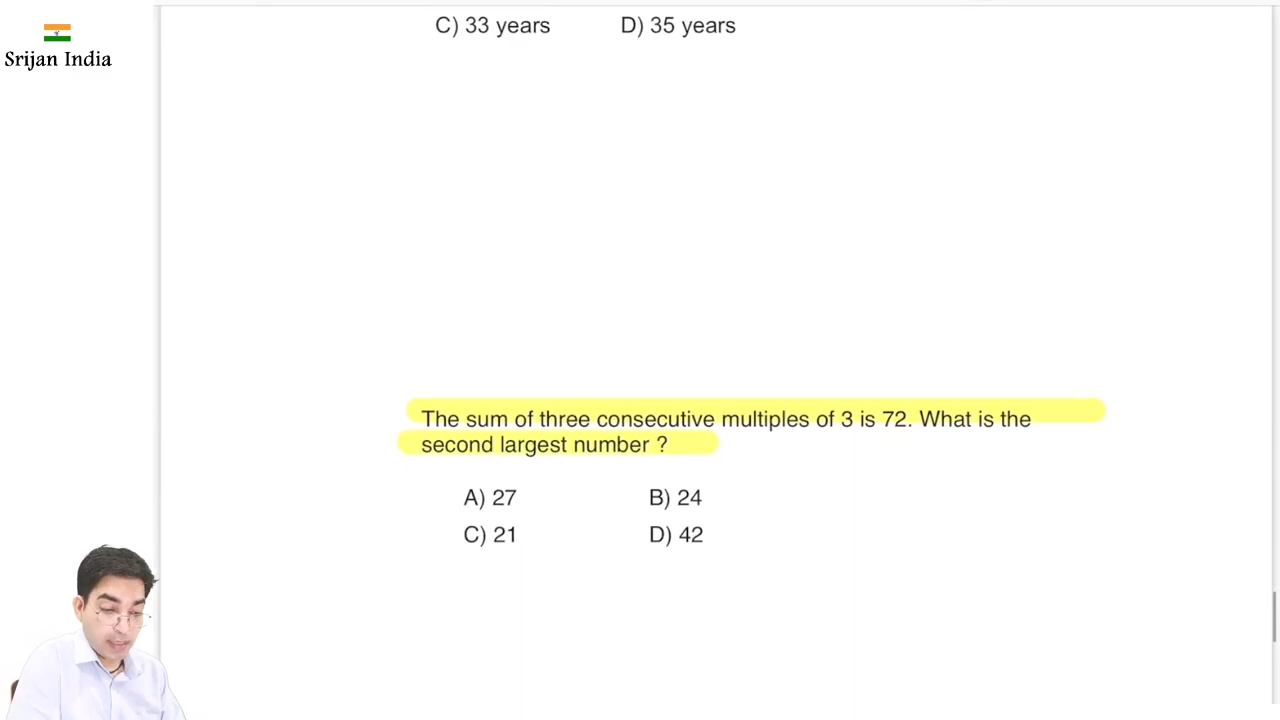 C) 33 years D) 35 years
Srijan India
The sum of three consecutive multiples of 3 is 72. What is the
second largest number ?
A) 27 B) 24
C) 21 D) 42